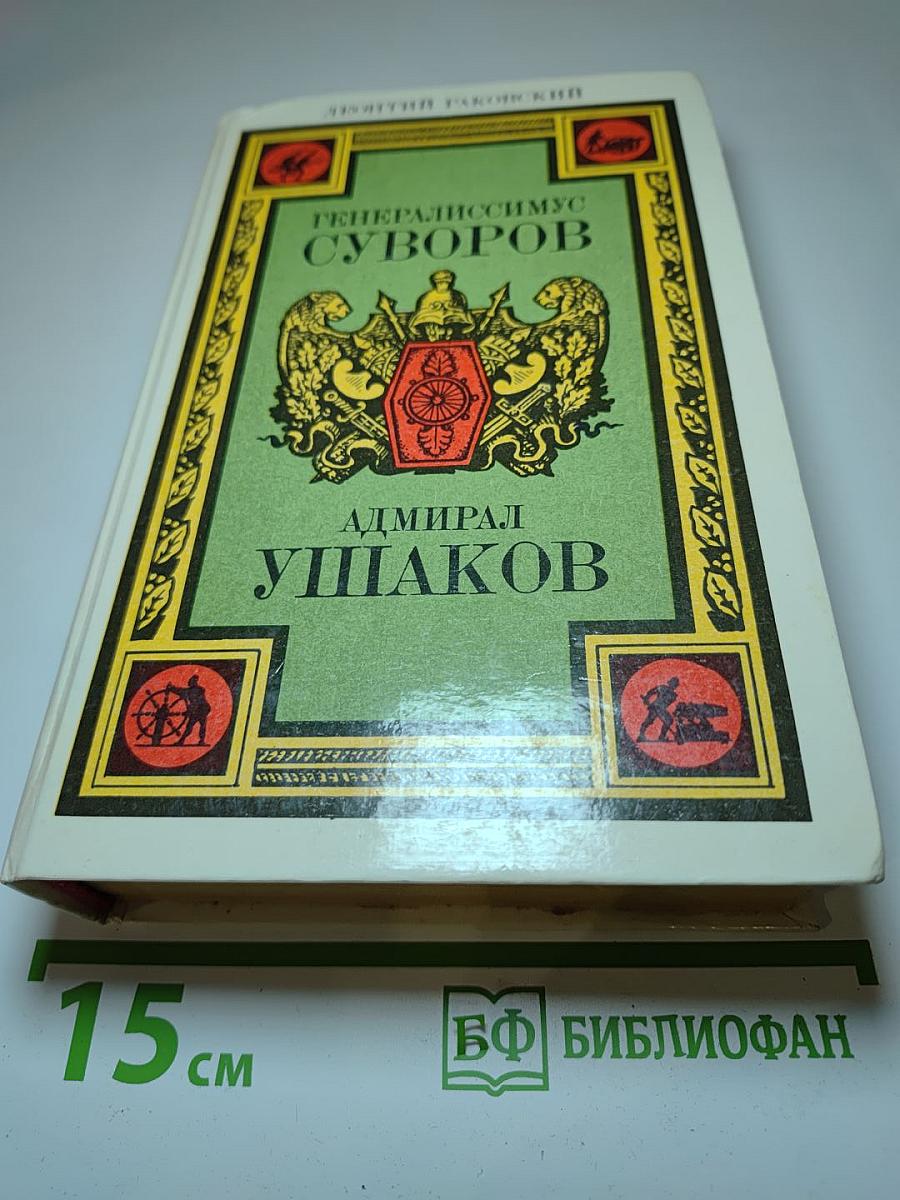 ЛЕОНТИЙ РАКОВСКИЙ
ГЕНЕРАЛИССИМУС
СУВОРОВ
АДМИРАЛ
УШАКОВ
15 см
БФ БИБЛИОФАН